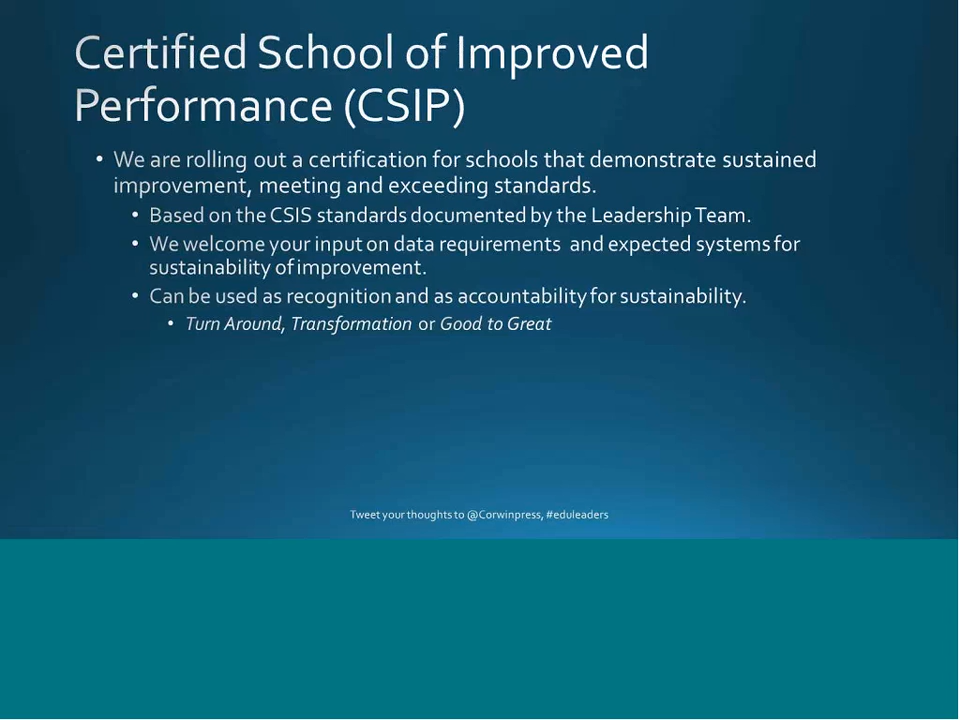 Certified School of Improved
Performance (CSIP)
• We are rolling out a certification for schools that demonstrate sustained
improvement, meeting and exceeding standards.
• Based on the CSIS standards documented by the Leadership Team.
• We welcome your input on data requirements and expected systems for
sustainability of improvement.
• Can be used as recognition and as accountability for sustainability.
• Turn Around, Transformation or Good to Great
Tweet your thoughts to @Corwinpress, #eduleaders